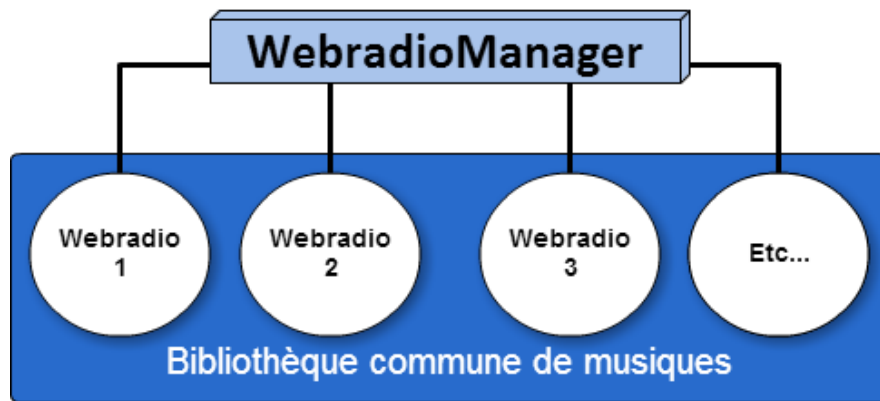 WebradioManager
Webradio
1
Webradio
2
Webradio
3
Etc...
Bibliothèque commune de musiques